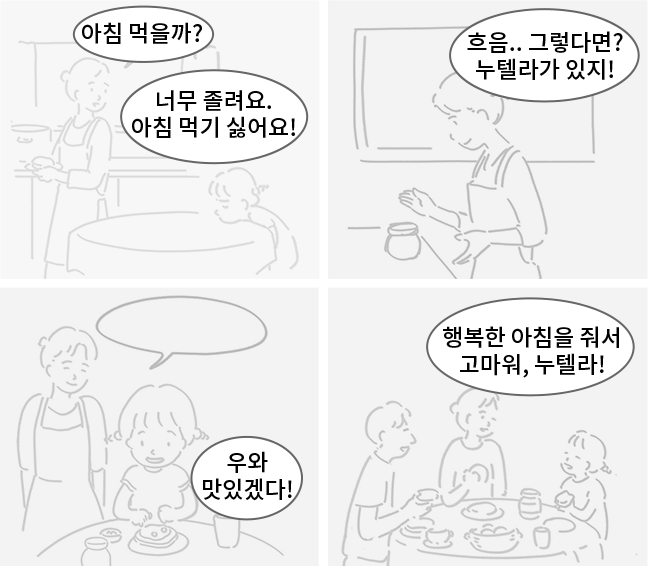 아침 먹을까?
너무 졸려요.
아침 먹기 싫어요!
흐음.. 그렇다면?
누텔라가 있지!
우와
맛있겠다!
행복한 아침을 줘서
고마워, 누텔라!